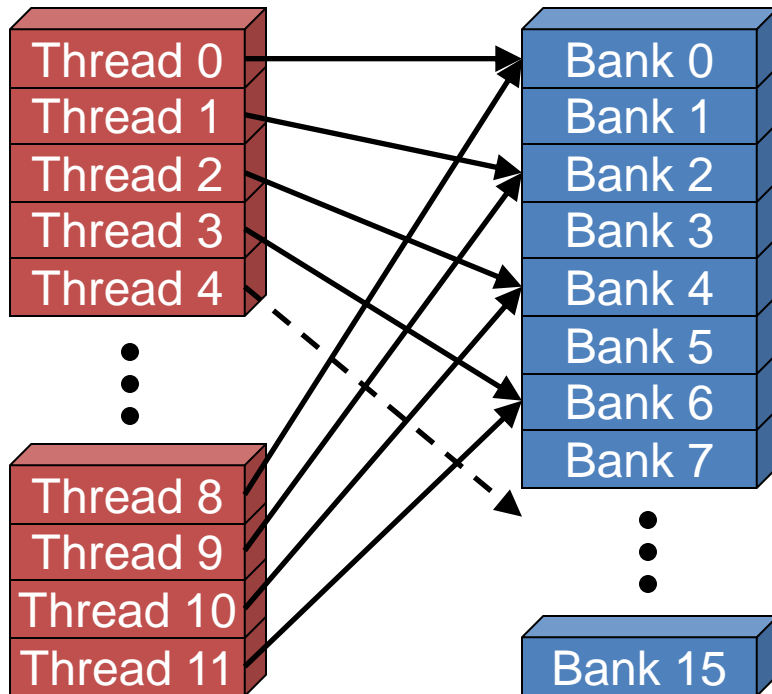 Thread 0
Thread 1
Thread 2
Thread 3
Thread 4
Thread 8
Thread 9
Thread 10
Thread 11
Bank 0
Bank 1
Bank 2
Bank 3
Bank 4
Bank 5
Bank 6
Bank 7
Bank 15